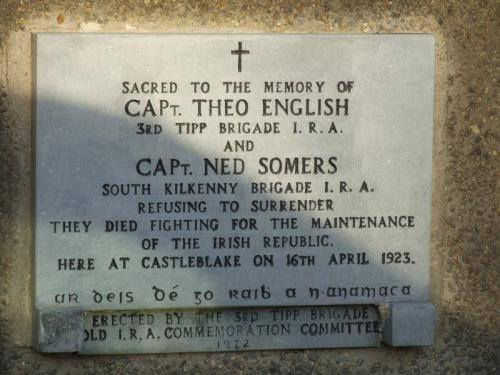 SACRED TO THE MEMORY OF
CAPT. THEO ENGLISH
3RD TIPP BRIGADE I. R. A.
AND
CAPT. NED SOMERS
SOUTH KILKENNY BRIGADE I. R. A.
REFUSING TO SURRENDER
THEY DIED FIGHTING FOR THE MAINTENANCE
OF THE IRISH REPUBLIC.
HERE AT CASTLEBLAKE ON 16TH APRIL 1923.
ar deis dé go raib a n-anamaca
ERECTED BY THE 3RD TIPP BRIGADE
OLD I.R.A. COMMEMORATION COMMITTEE
1972